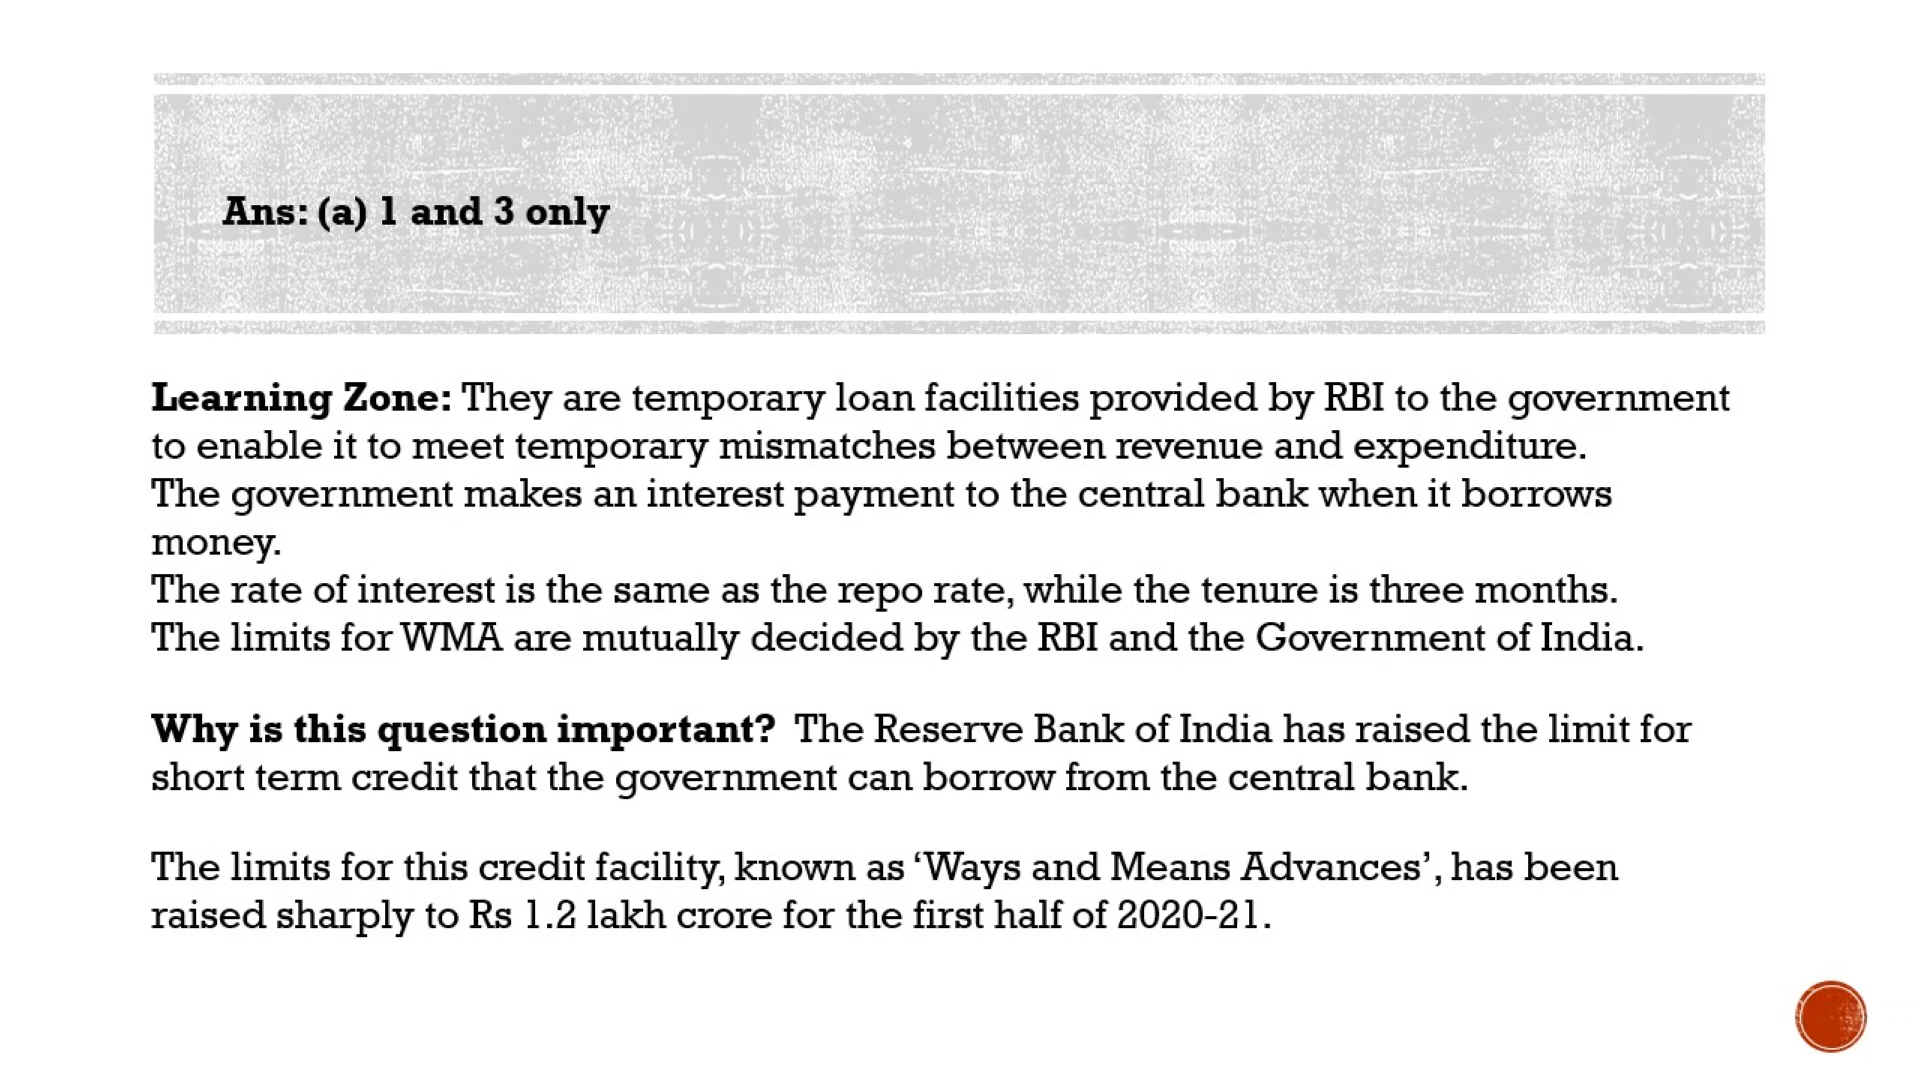 Ans: (a) 1 and 3 only
Learning Zone: They are temporary loan facilities provided by RBI to the government
to enable it to meet temporary mismatches between revenue and expenditure.
The government makes an interest payment to the central bank when it borrows
money.
The rate of interest is the same as the repo rate, while the tenure is three months.
The limits for WMA are mutually decided by the RBI and the Government of India.
Why is this question important?  The Reserve Bank of India has raised the limit for
short term credit that the government can borrow from the central bank.
The limits for this credit facility, known as ‘Ways and Means Advances’, has been
raised sharply to Rs 1.2 lakh crore for the first half of 2020-21.